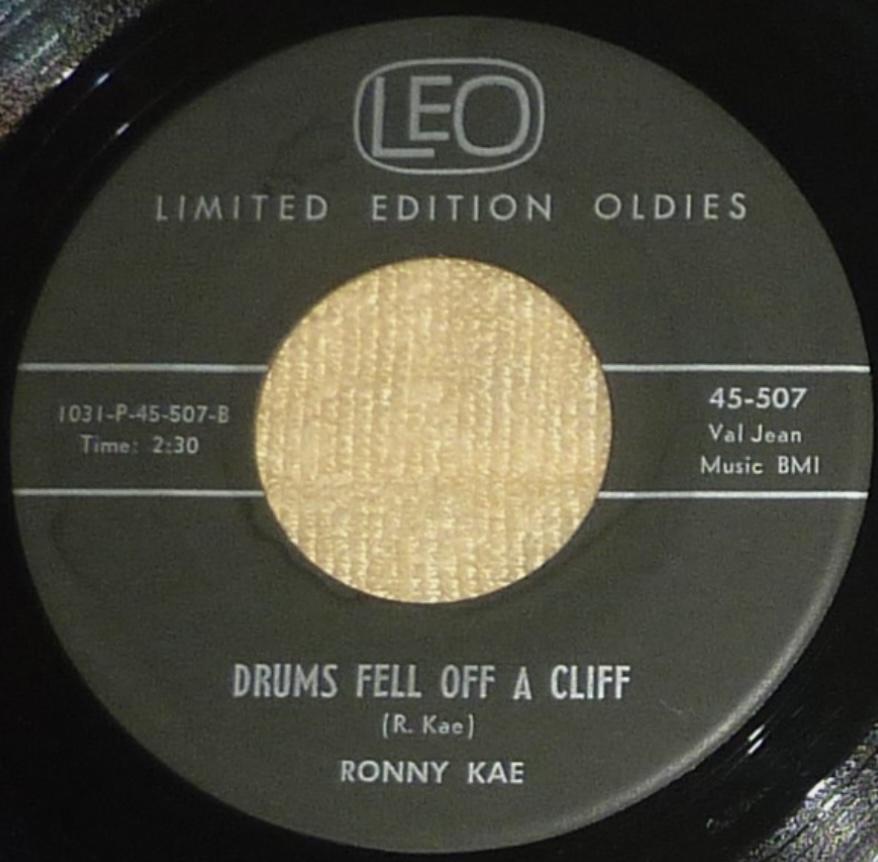 LEO
LIMITED EDITION OLDIES
1031-P-45-507-B
Time: 2:30
45-507
Val Jean
Music BMI
DRUMS FELL OFF A CLIFF
(R. Kae)
RONNY KAE